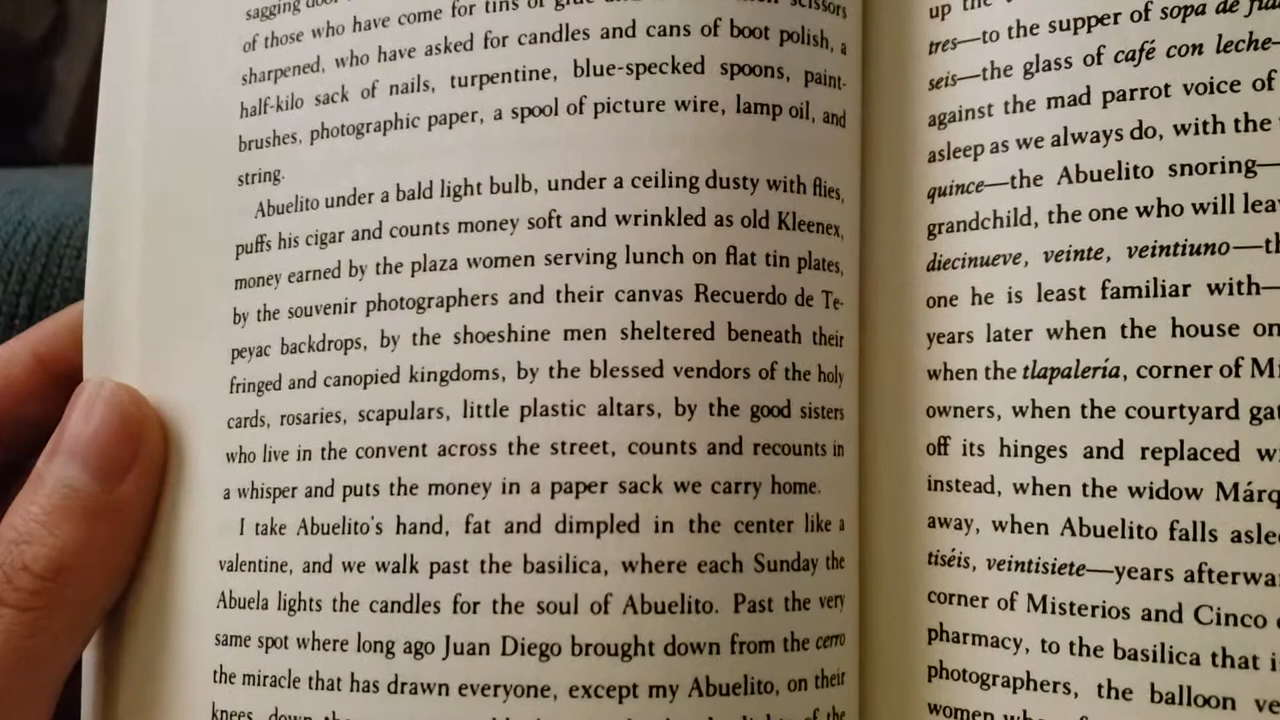 sagging
of those who have come for tins of glue scissors
sharpened, who have asked for candles and cans of boot polish, a
half-kilo sack of nails, turpentine, blue-specked spoons, paint-
brushes, photographic paper, a spool of picture wire, lamp oil, and
string.
Abuelito under a bald light bulb, under a ceiling dusty with flies,
puffs his cigar and counts money soft and wrinkled as old Kleenex,
money earned by the plaza women serving lunch on flat tin plates,
by the souvenir photographers and their canvas Recuerdo de Te-
peyac backdrops, by the shoeshine men sheltered beneath their
fringed and canopied kingdoms, by the blessed vendors of the holy
cards, rosaries, scapulars, little plastic altars, by the good sisters
who live in the convent across the street, counts and recounts in
a whisper and puts the money in a paper sack we carry home.
I take Abuelito's hand, fat and dimpled in the center like a
valentine, and we walk past the basilica, where each Sunday the
Abuela lights the candles for the soul of Abuelito. Past the very
same spot where long ago Juan Diego brought down from the cerro
the miracle that has drawn everyone, except my Abuelito, on their
knees, down the of the
up the
tres—to the supper of sopa de
seis—the glass of café con leche—
against the mad parrot voice of
asleep as we always do, with the
quince—the Abuelito snoring—
grandchild, the one who will
diecinueve, veinte, veintiuno—
one he is least familiar with—
years later when the house
when the tlapalería, corner of
owners, when the courtyard
off its hinges and replaced
instead, when the widow
away, when Abuelito falls
tiséis, veintisiete—years
corner of Misterios and Cinco
pharmacy, to the basilica that
photographers, the balloon
women